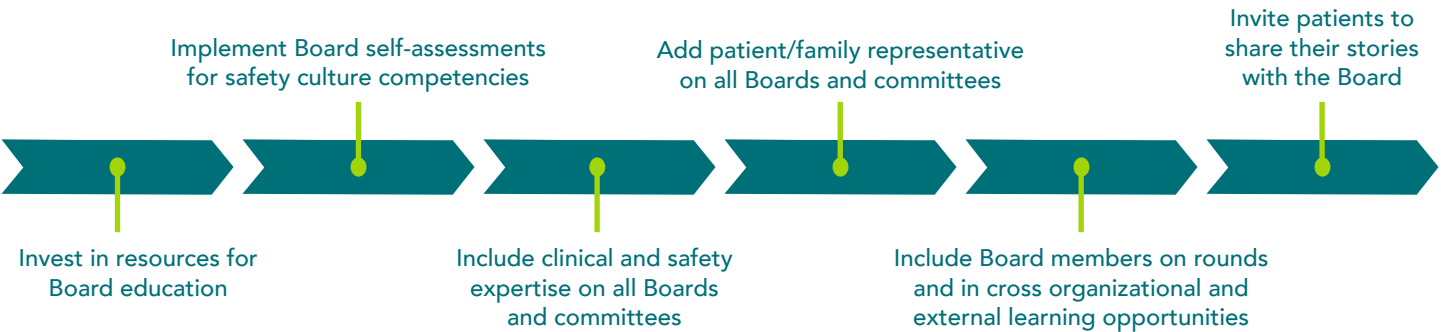 Invest in resources for
Board education
Implement Board self-assessments
for safety culture competencies
Include clinical and safety
expertise on all Boards
and committees
Add patient/family representative
on all Boards and committees
Include Board members on rounds
and in cross organizational and
external learning opportunities
Invite patients to
share their stories
with the Board